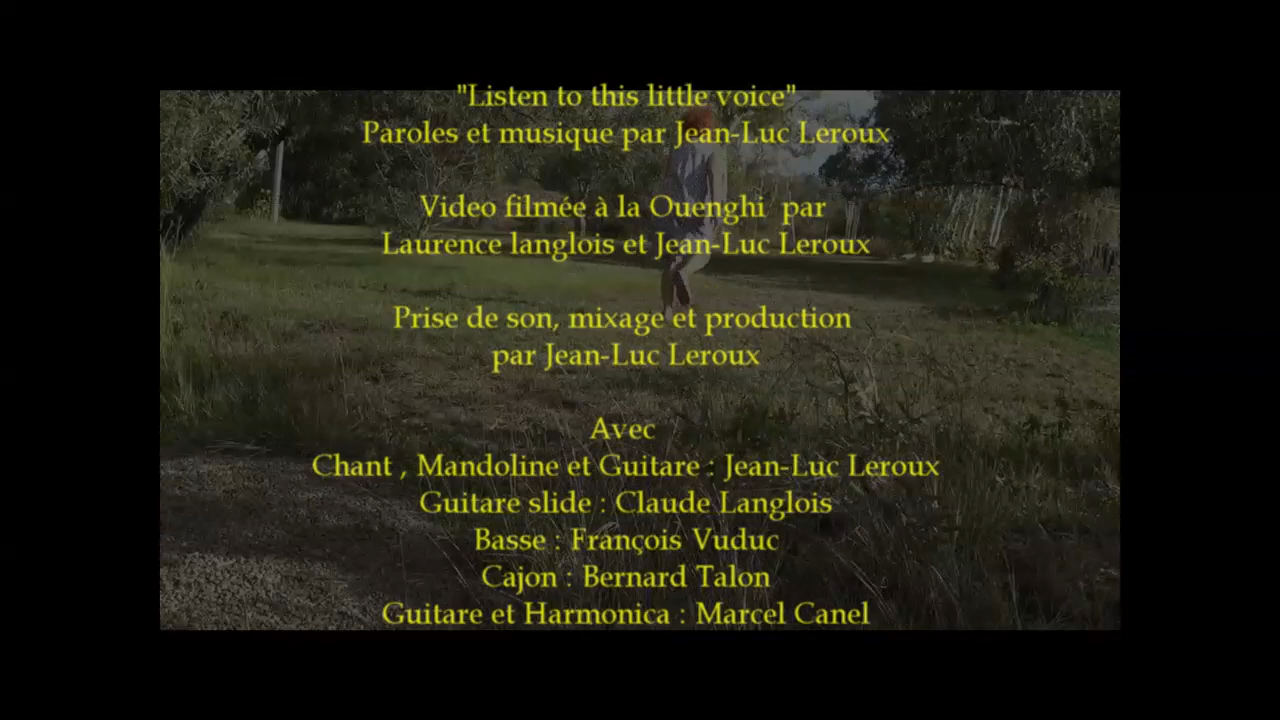 "Listen to this little voice"
Paroles et musique par Jean-Luc Leroux
Video filmée à la Ouenghi par
Laurence langlois et Jean-Luc Leroux
Prise de son, mixage et production
par Jean-Luc Leroux
Avec
Chant , Mandoline et Guitare : Jean-Luc Leroux
Guitare slide : Claude Langlois
Basse : François Vuduc
Cajon : Bernard Talon
Guitare et Harmonica : Marcel Canel